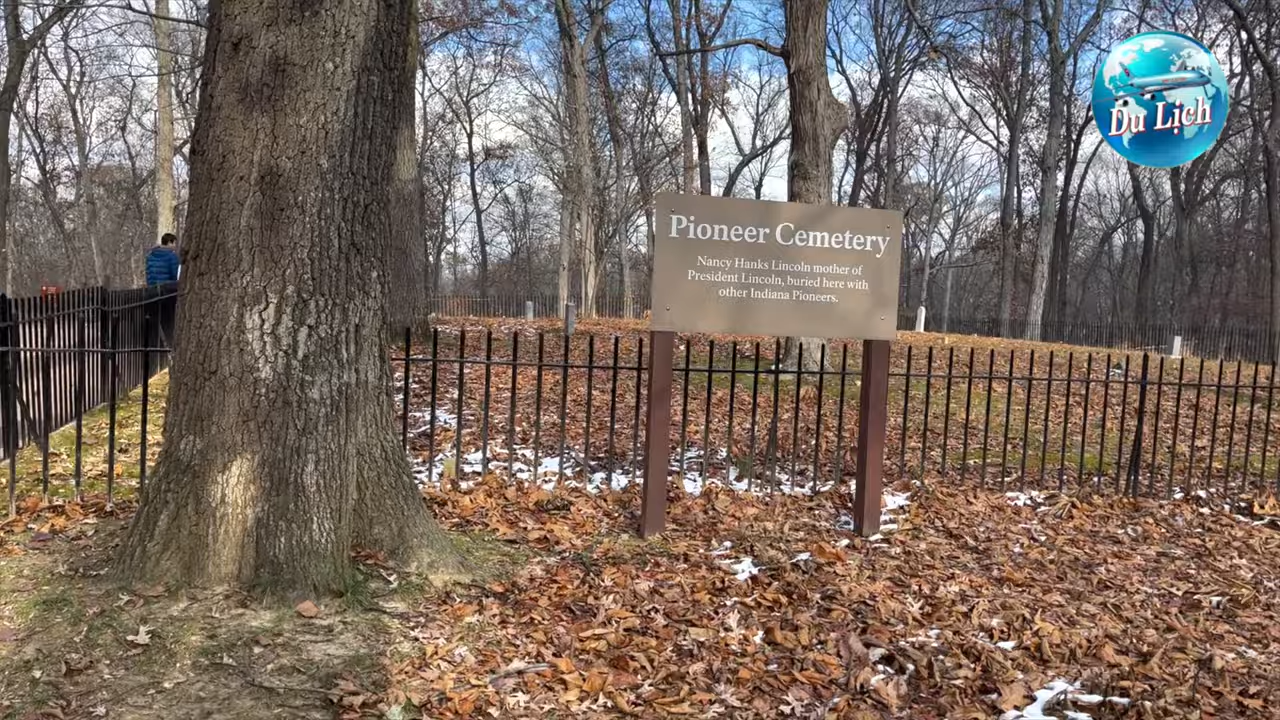 Du Lịch
Pioneer Cemetery
Nancy Hanks Lincoln mother of
President Lincoln, buried here with
other Indiana Pioneers.